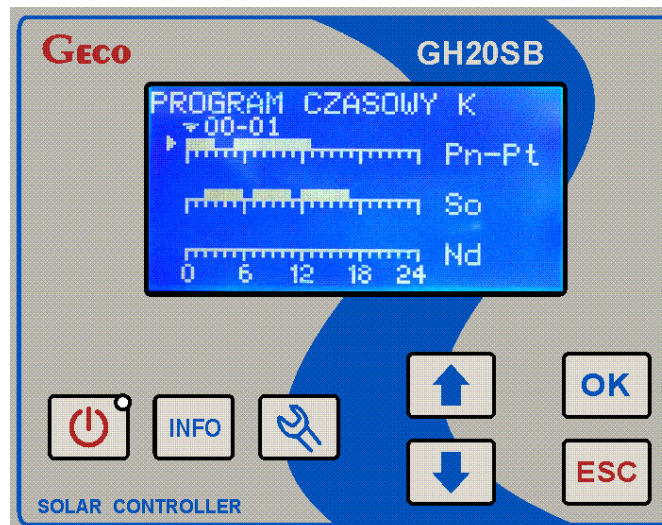 GECO
GH20SB
PROGRAM CZASOWY K
00-01
Pn-Pt
So
Nd
0 6 12 18 24
INFO
OK
ESC
SOLAR CONTROLLER